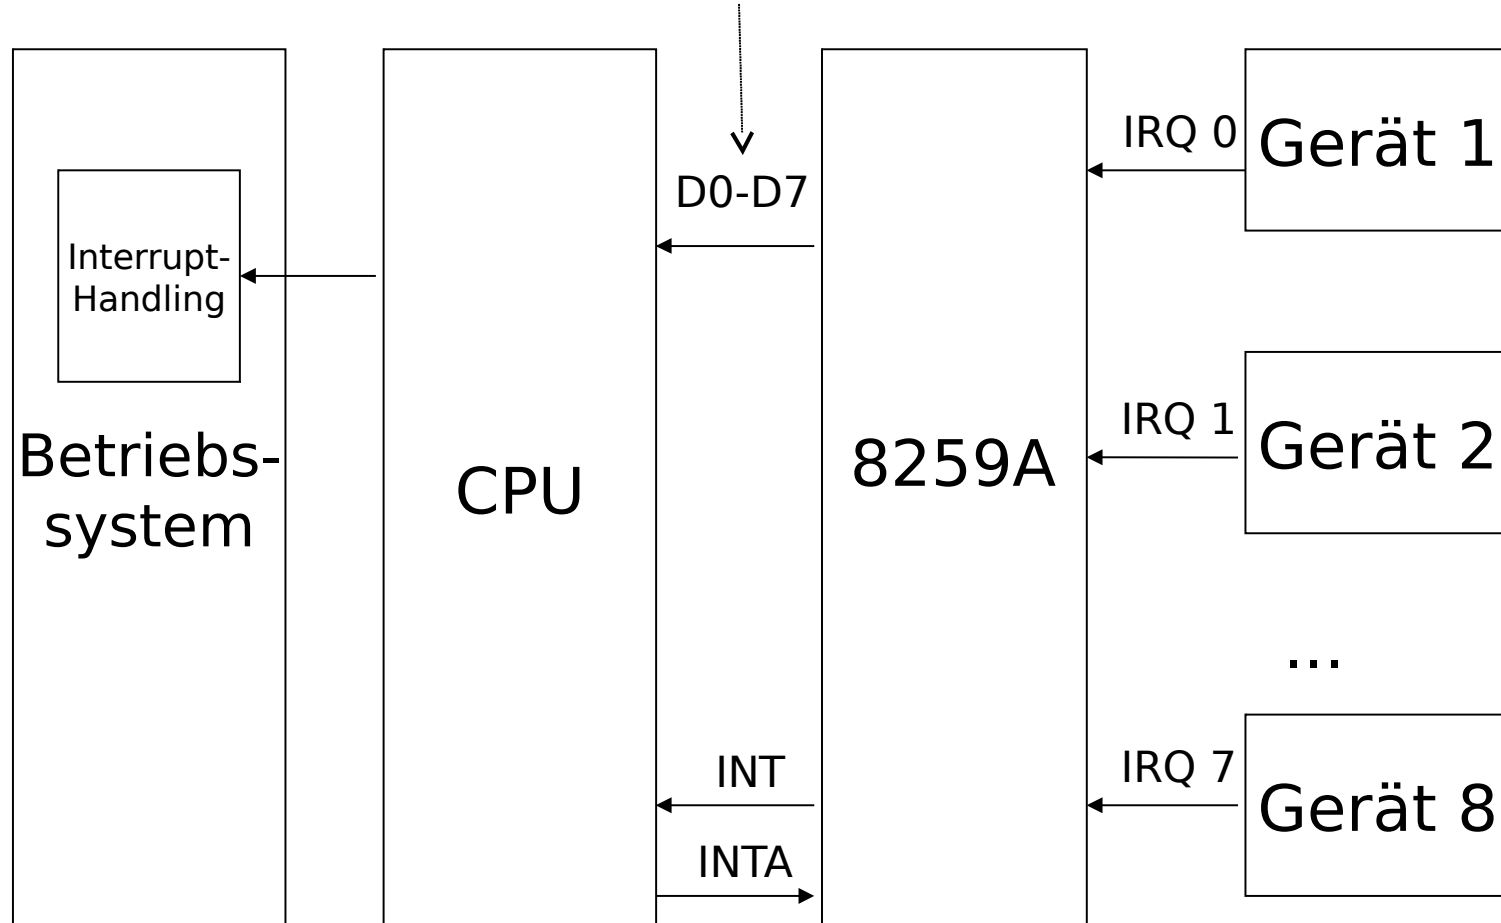 IRQ 0
Gerät 1
D0-D7
Interrupt-
Handling
IRQ 1
Gerät 2
Betriebs-
system
CPU
8259A
...
INT
IRQ 7
Gerät 8
INTA